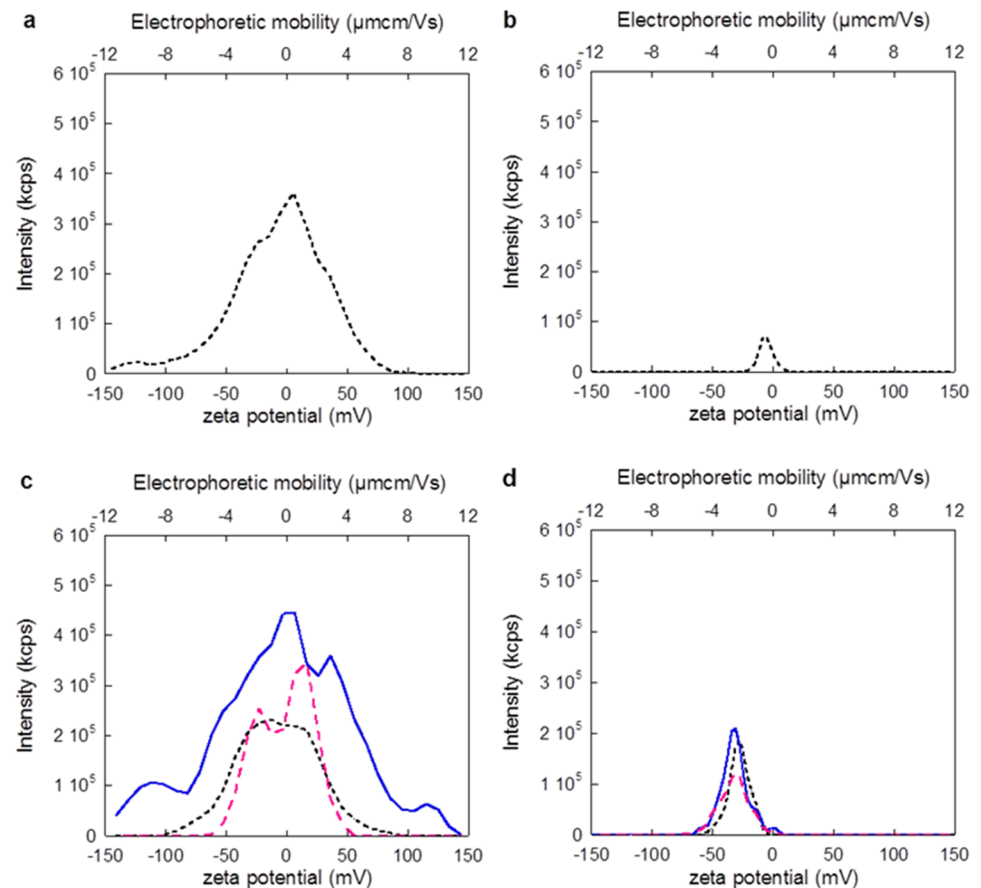 a
Electrophoretic mobility (µmcm/Vs)
-12 -8 -4 0 4 8 12
6 10⁵
5 10⁵
4 10⁵
3 10⁵
2 10⁵
1 10⁵
0
Intensity (kcps)
-150 -100 -50 0 50 100 150
zeta potential (mV)
b
Electrophoretic mobility (µmcm/Vs)
-12 -8 -4 0 4 8 12
6 10⁵
5 10⁵
4 10⁵
3 10⁵
2 10⁵
1 10⁵
0
Intensity (kcps)
-150 -100 -50 0 50 100 150
zeta potential (mV)
c
Electrophoretic mobility (µmcm/Vs)
-12 -8 -4 0 4 8 12
6 10⁵
5 10⁵
4 10⁵
3 10⁵
2 10⁵
1 10⁵
0
Intensity (kcps)
-150 -100 -50 0 50 100 150
zeta potential (mV)
d
Electrophoretic mobility (µmcm/Vs)
-12 -8 -4 0 4 8 12
6 10⁵
5 10⁵
4 10⁵
3 10⁵
2 10⁵
1 10⁵
0
Intensity (kcps)
-150 -100 -50 0 50 100 150
zeta potential (mV)